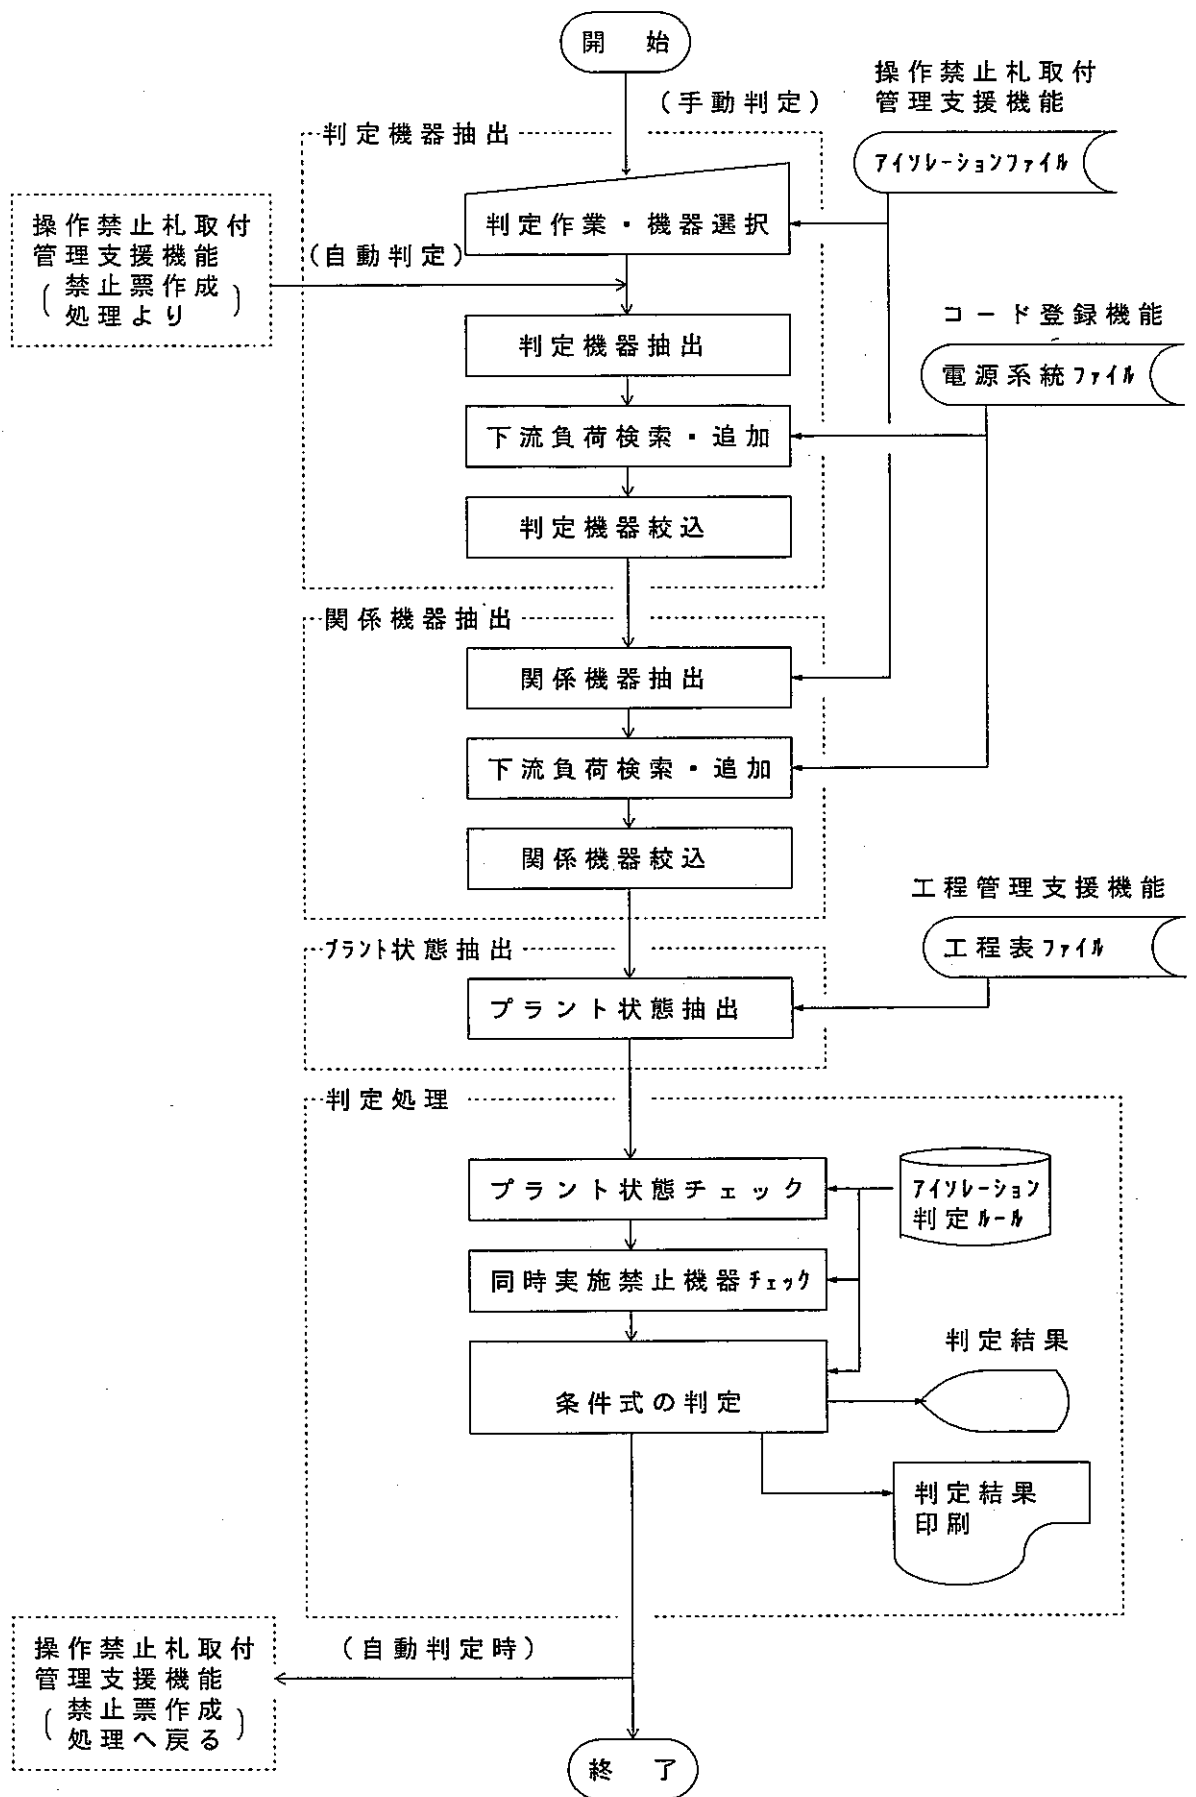 開　始
(手動判定)
操作禁止札取付
管理支援機能
アイソレーションファイル
判定機器抽出
判定作業・機器選択
操作禁止札取付
管理支援機能
(禁止票作成
処理より)
(自動判定)
コード登録機能
電源系統ファイル
判定機器抽出
下流負荷検索・追加
判定機器絞込
関係機器抽出
関係機器抽出
下流負荷検索・追加
関係機器絞込
工程管理支援機能
工程表ファイル
プラント状態抽出
プラント状態抽出
判定処理
プラント状態チェック
アイソレーション
判定ルール
同時実施禁止機器チェック
条件式の判定
判定結果
判定結果
印刷
操作禁止札取付
管理支援機能
(禁止票作成
処理へ戻る)
(自動判定時)
終　了